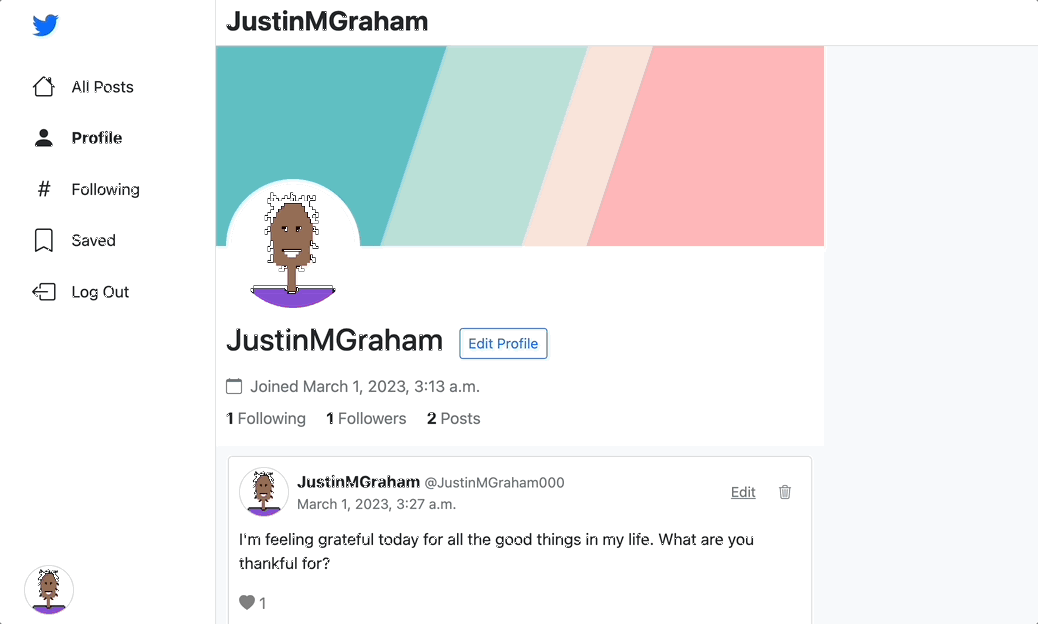 JustinMGraham
All Posts
Profile
# Following
Saved
Log Out
JustinMGraham
Edit Profile
Joined March 1, 2023, 3:13 a.m.
1 Following 1 Followers 2 Posts
JustinMGraham @JustinMGraham000
March 1, 2023, 3:27 a.m.
Edit
I'm feeling grateful today for all the good things in my life. What are you
thankful for?
1